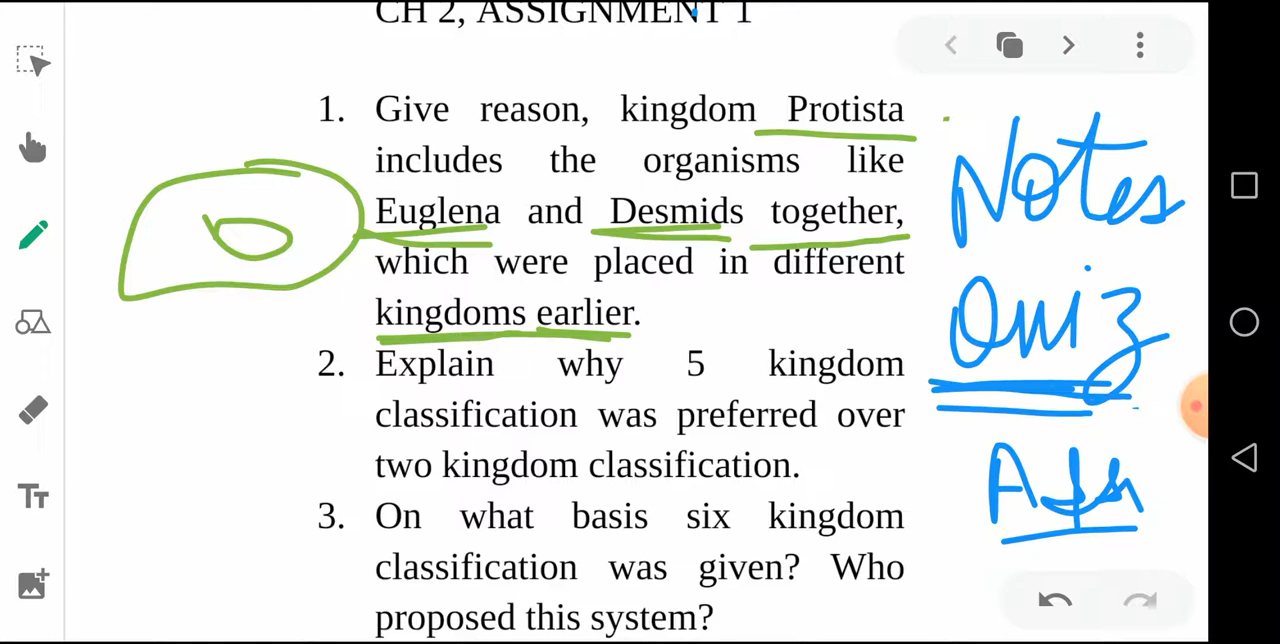 CH 2, ASSIGNMENT 1
1. Give reason, kingdom Protista
includes the organisms like
Euglena and Desmids together,
which were placed in different
kingdoms earlier.
2. Explain why 5 kingdom
classification was preferred over
two kingdom classification.
3. On what basis six kingdom
classification was given? Who
proposed this system?
Notes
Quiz
TT